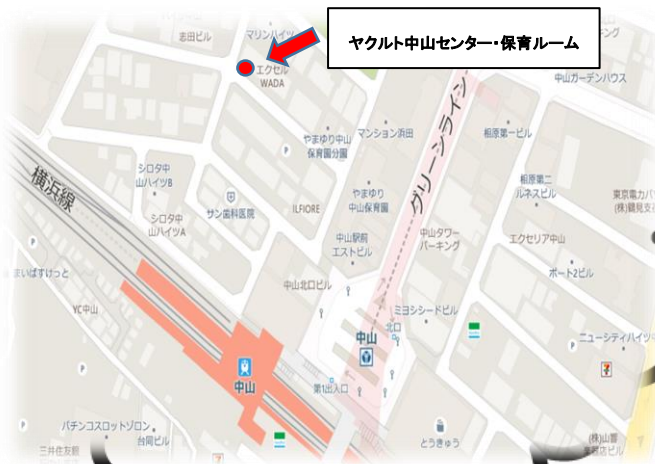 ヤクルト中山センター・保育ルーム
志田ビル
マリンハイツ
エクセル
WADA
中山ガーデンハウス
やまゆり中山
保育園分園
マンション浜田
グリーンライン
相原第一ビル
シロタ中
山ハイツB
横浜線
サン歯科医院
ILFIORE
やまゆり
中山保育園
相原第二
ルネスビル
東京電力パ
(株)鶴見支
シロタ中
山ハイツA
中山駅前
エストビル
中山タワー
パーキング
エクセリア中山
まいばすけっと
中山北口ビル
ポート2ビル
YC中山
ミヨシシードビル
北口
中山
ニューシティハイツ中
中山
第1出入口
パチンコスロットゾロン
台同ビル
とうきゅう
(株)山響
三井住友銀